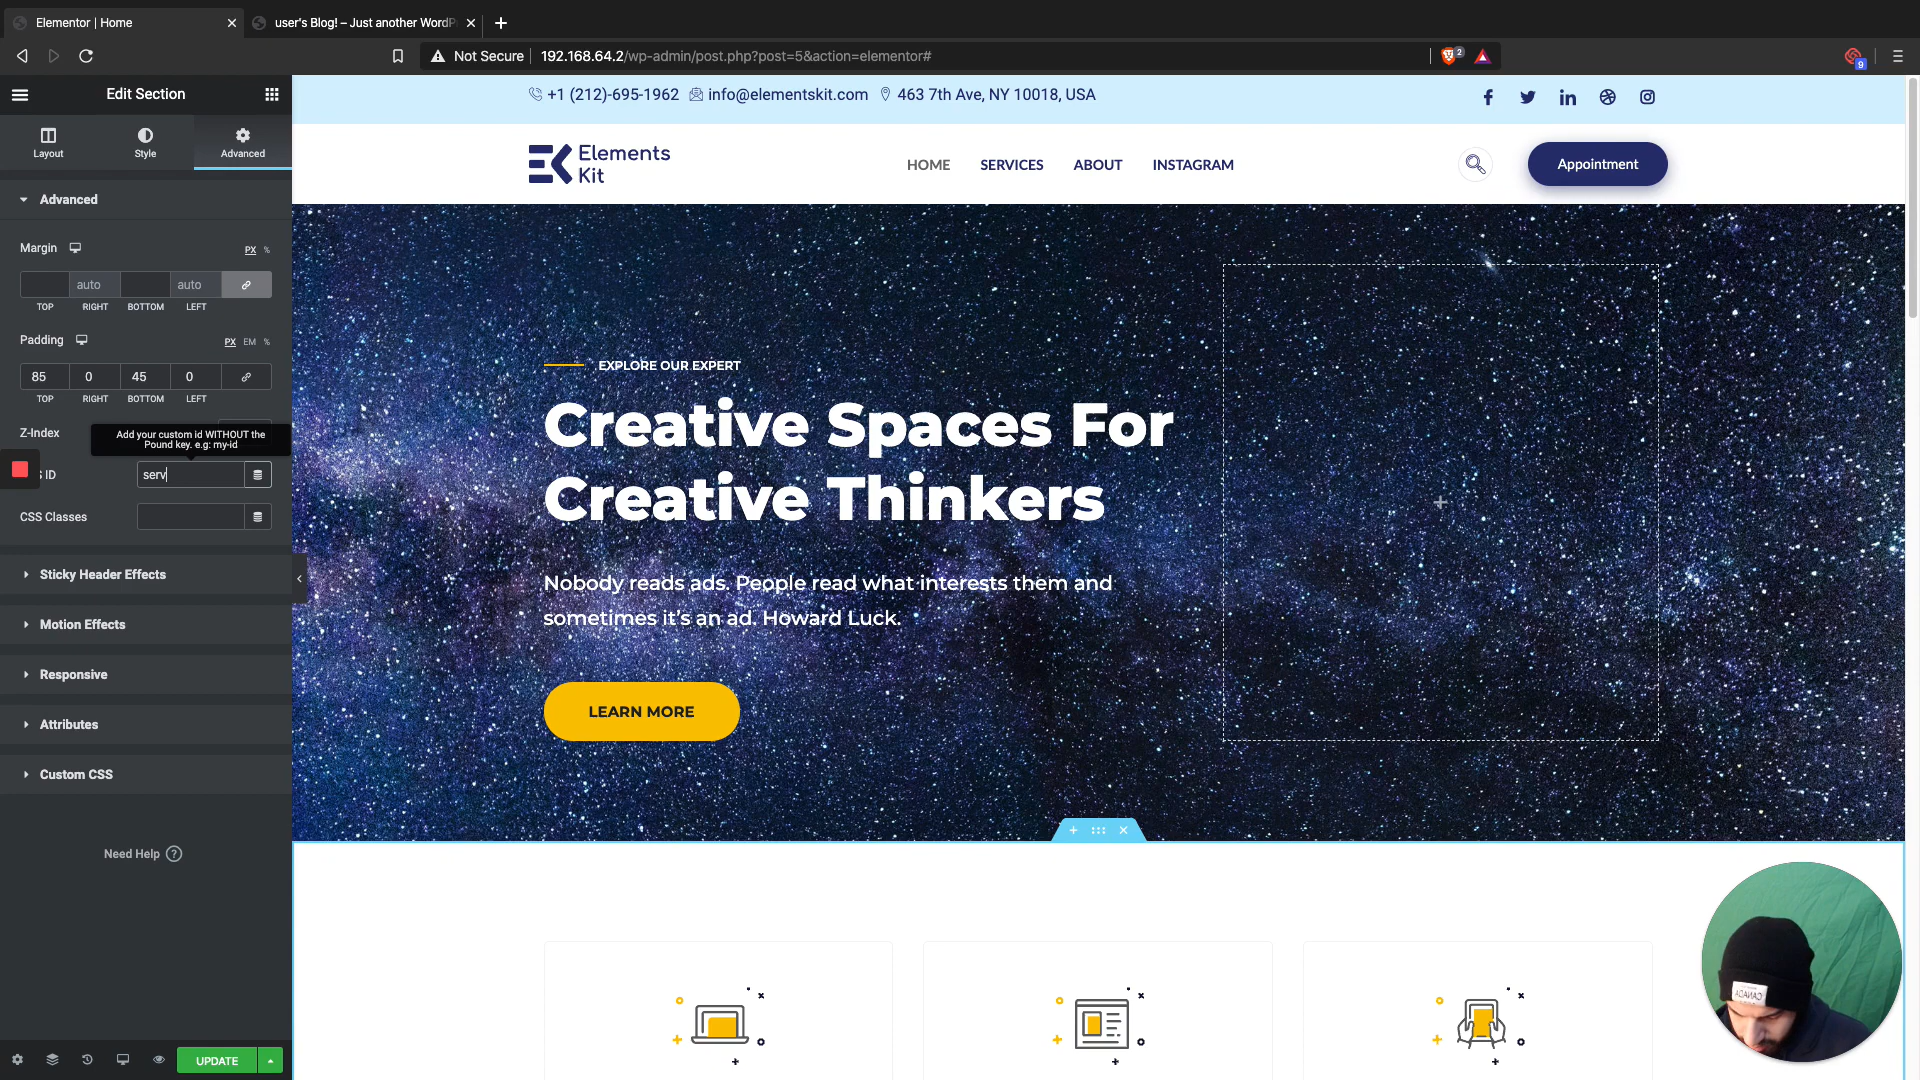 Elementor | Home
user's Blog! – Just another WordP
Not Secure
192.168.64.2/wp-admin/post.php?post=5&action=elementor#
2
9
Edit Section
Layout
Style
Advanced
Advanced
Margin
PX %
auto
auto
TOP RIGHT BOTTOM LEFT
Padding
PX EM %
85 0 45 0
TOP RIGHT BOTTOM LEFT
Z-Index
Add your custom id WITHOUT the
Pound key. e.g: my-id
S ID
serv
CSS Classes
Sticky Header Effects
Motion Effects
Responsive
Attributes
Custom CSS
Need Help ?
UPDATE
+1 (212)-695-1962
info@elementskit.com
463 7th Ave, NY 10018, USA
Elements
Kit
HOME
SERVICES
ABOUT
INSTAGRAM
Appointment
EXPLORE OUR EXPERT
Creative Spaces For
Creative Thinkers
Nobody reads ads. People read what interests them and
sometimes it's an ad. Howard Luck.
LEARN MORE